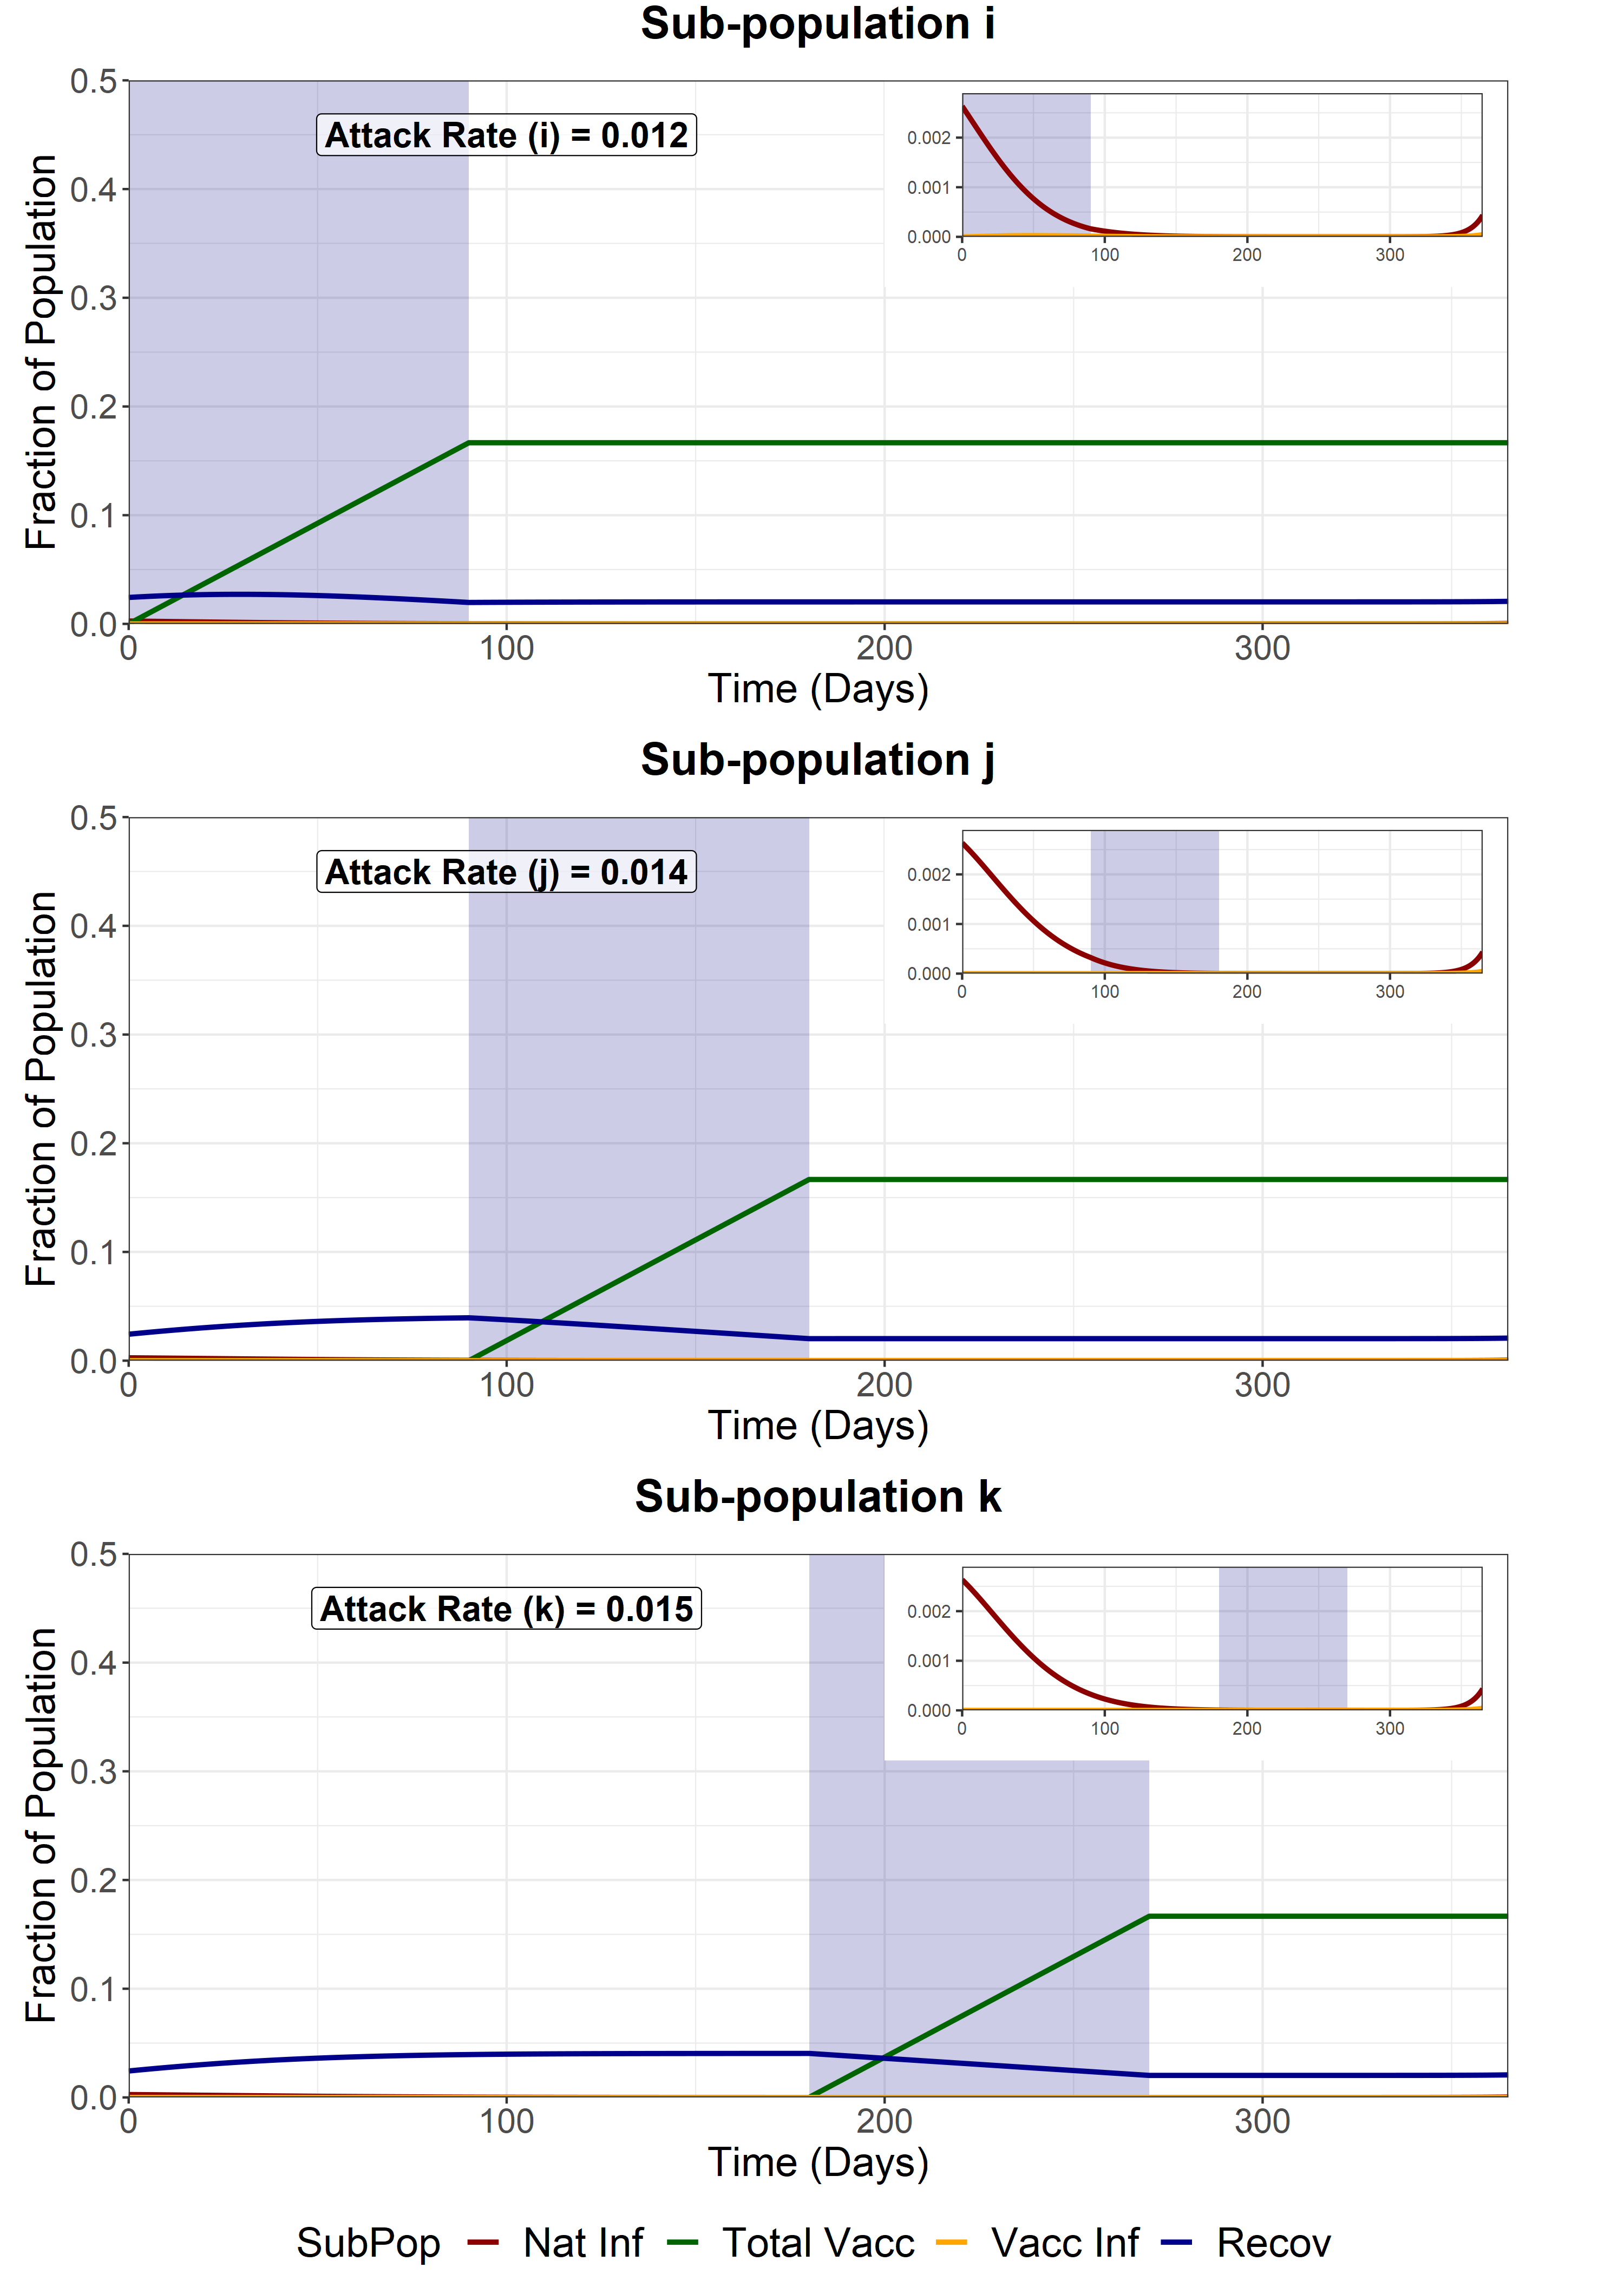 Sub-population i
Fraction of Population
0.5
0.4
0.3
0.2
0.1
0.0
Attack Rate (i) = 0.012
0.002
0.001
0.000
0 100 200 300
0 100 200 300
Time (Days)
Sub-population j
Fraction of Population
0.5
0.4
0.3
0.2
0.1
0.0
Attack Rate (j) = 0.014
0.002
0.001
0.000
0 100 200 300
0 100 200 300
Time (Days)
Sub-population k
Fraction of Population
0.5
0.4
0.3
0.2
0.1
0.0
Attack Rate (k) = 0.015
0.002
0.001
0.000
0 100 200 300
0 100 200 300
Time (Days)
SubPop Nat Inf Total Vacc Vacc Inf Recov